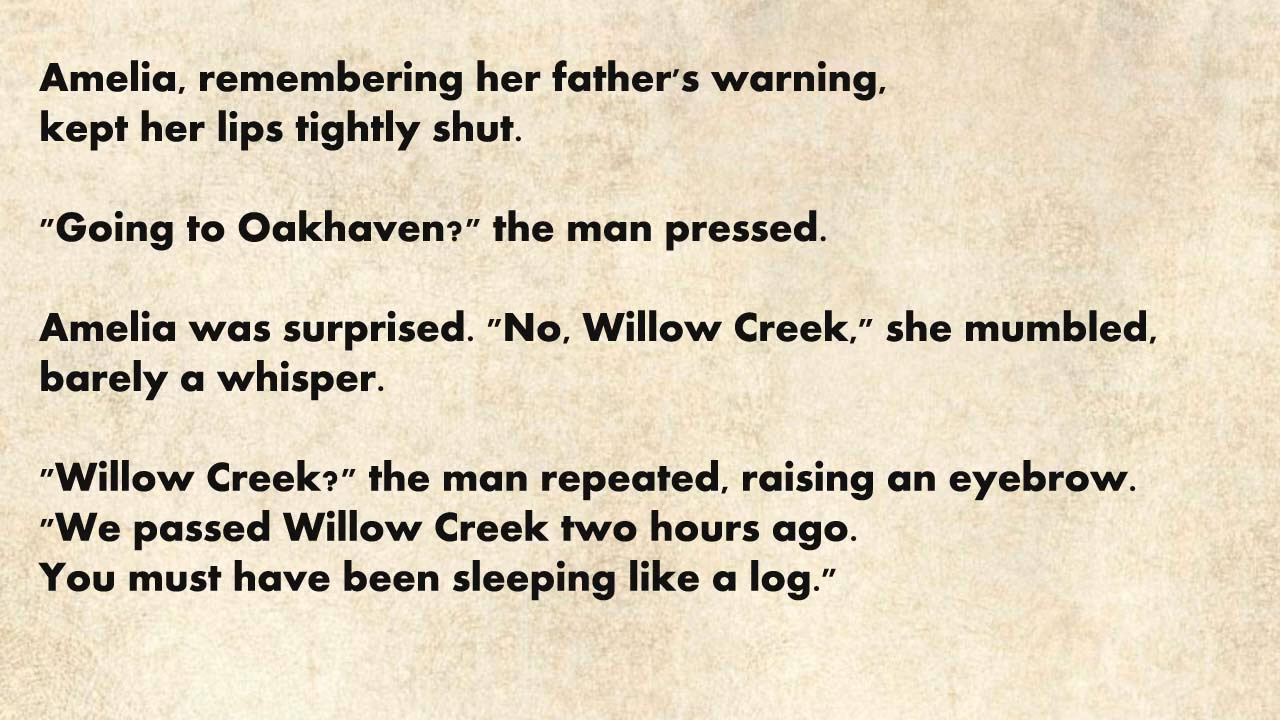 Amelia, remembering her father's warning,
kept her lips tightly shut.
"Going to Oakhaven?" the man pressed.
Amelia was surprised. "No, Willow Creek," she mumbled,
barely a whisper.
"Willow Creek?" the man repeated, raising an eyebrow.
"We passed Willow Creek two hours ago.
You must have been sleeping like a log."